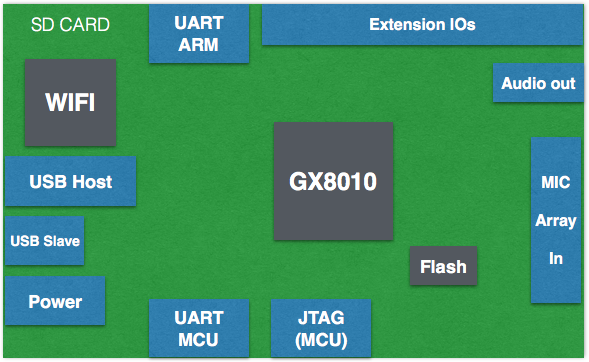 SD CARD
UART
ARM
Extension IOs
Audio out
WIFI
GX8010
MIC
Array
In
USB Host
USB Slave
Flash
Power
UART
MCU
JTAG
(MCU)